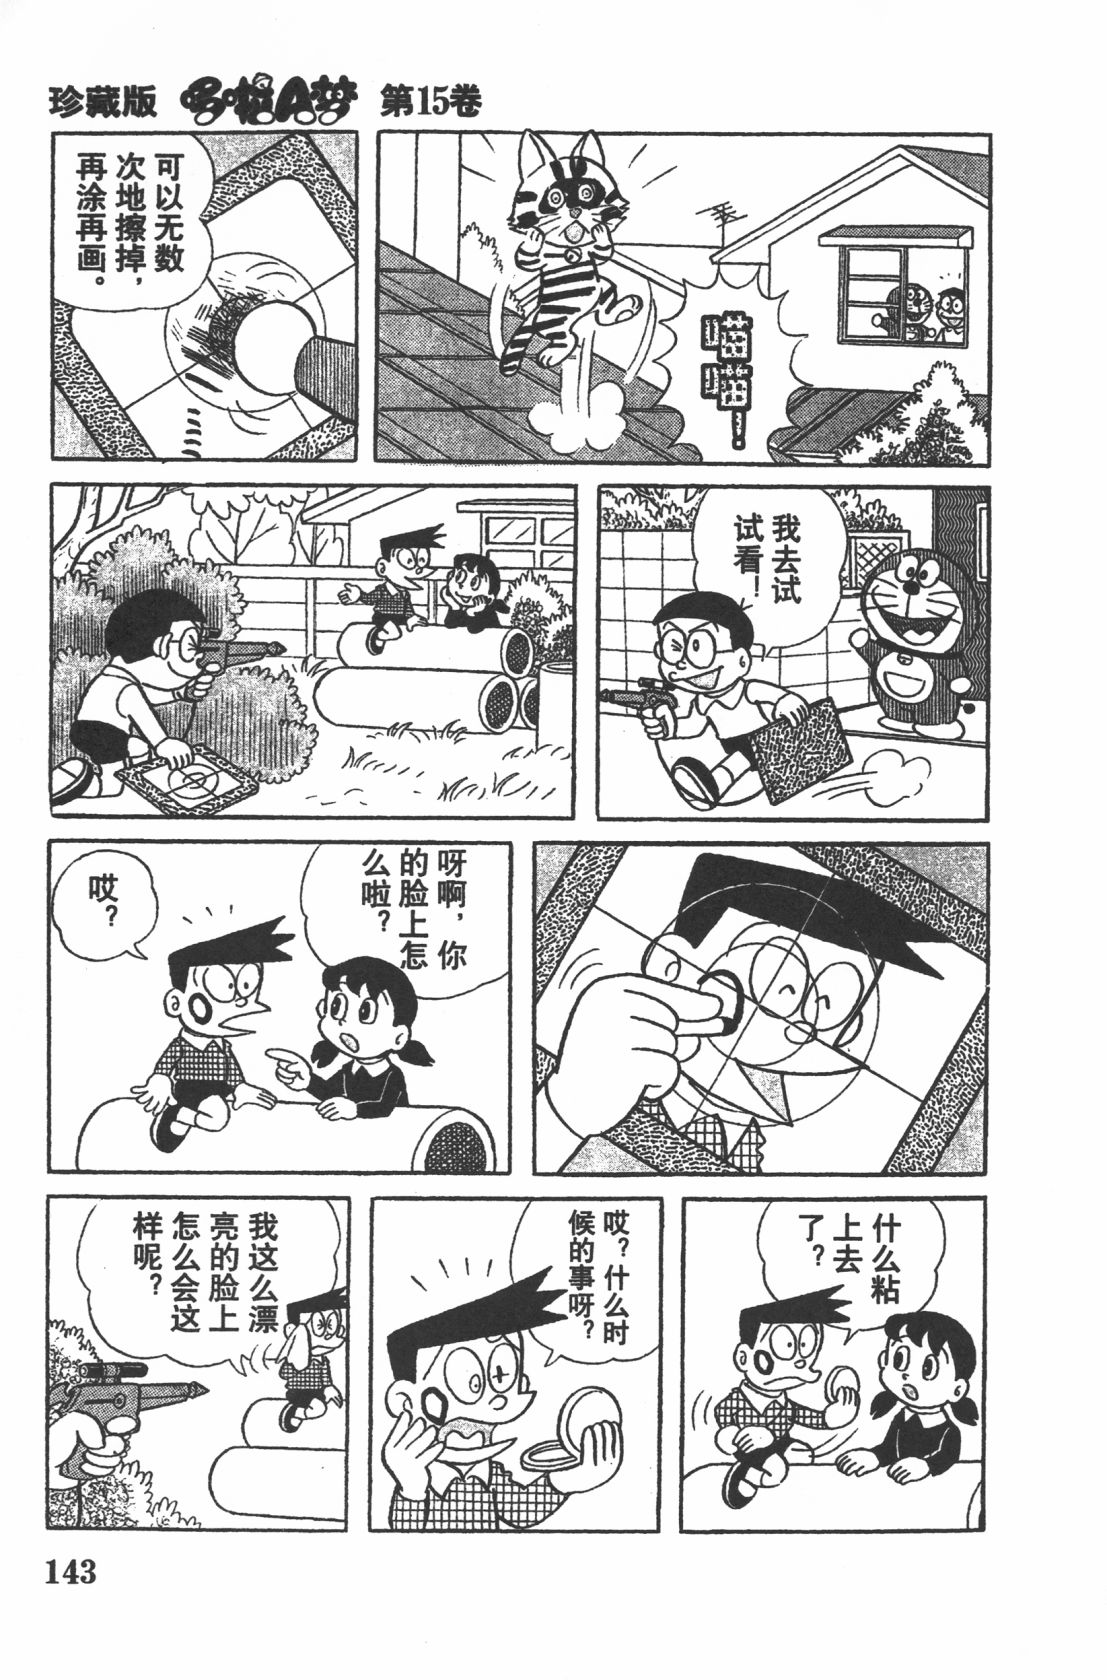 珍藏版 哆啦A梦 第15卷
喵喵！
可以无数
次地擦掉，
再涂再画。
我去试
试看！
呀啊，你
的脸上怎
么啦？
哎？
什么粘
上去
了？
哎？什么时
候的事呀？
我这么漂
亮的脸上
怎么会这
样呢？
143